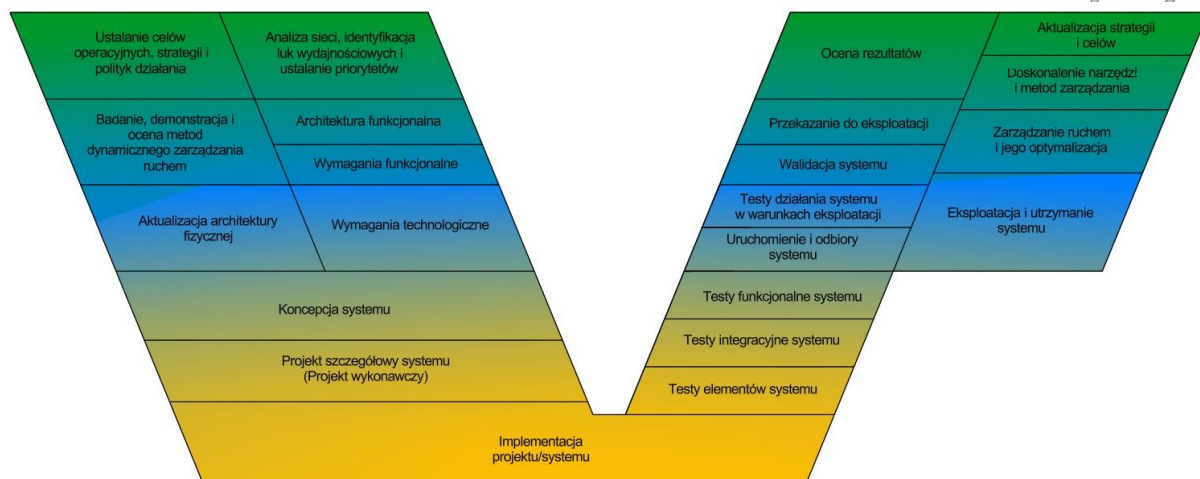 Ustalanie celów
operacyjnych, strategii i
polityk działania
Analiza sieci, identyfikacja
luk wydajnościowych i
ustalanie priorytetów
Badanie, demonstracja i
ocena metod
dynamicznego zarządzania
ruchem
Architektura funkcjonalna
Wymagania funkcjonalne
Aktualizacja architektury
fizycznej
Wymagania technologiczne
Koncepcja systemu
Projekt szczegółowy systemu
(Projekt wykonawczy)
Implementacja
projektu/systemu
Testy elementów systemu
Testy integracyjne systemu
Testy funkcjonalne systemu
Uruchomienie i odbiory
systemu
Testy działania systemu
w warunkach eksploatacji
Walidacja systemu
Przekazanie do eksploatacji
Ocena rezultatów
Aktualizacja strategii
i celów
Doskonalenie narzędzi
i metod zarządzania
Zarządzanie ruchem
i jego optymalizacja
Eksploatacja i utrzymanie
systemu